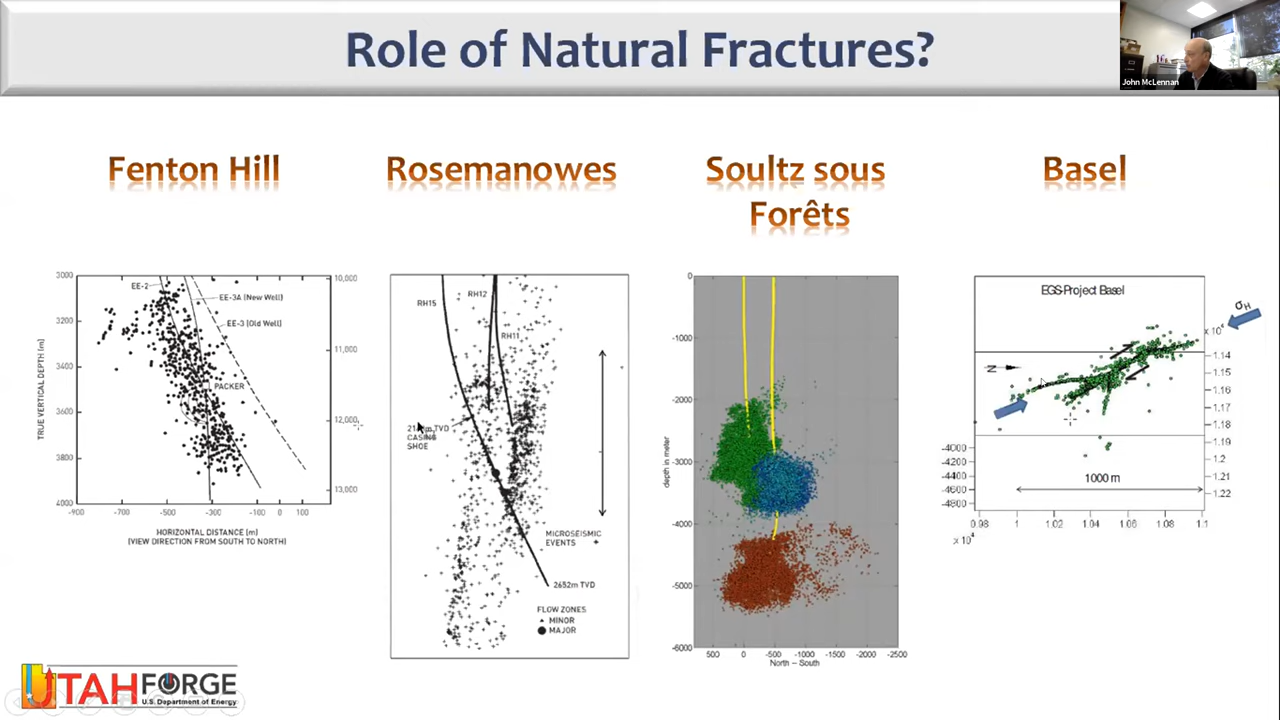 Role of Natural Fractures?
John McLennan
Fenton Hill
Rosemanowes
Soultz sous
Forêts
Basel
3000
3200
3400
3600
3800
4000
TRUE VERTICAL DEPTH (m)
EE-2
EE-3A (New Well)
EE-3 (Old Well)
PACKER
10,000
11,000
12,000
13,000
-900
-700
-500
-300
-100
0
100
HORIZONTAL DISTANCE (m)
(VIEW DIRECTION FROM SOUTH TO NORTH)
RH15
RH12
RH11
TVD
CASING
SHOE
MICROSEISMIC
EVENTS +
2652m TVD
FLOW ZONES
MINOR
MAJOR
0
-1000
-2000
-3000
-4000
-5000
-6000
depth in meter
500
0
-500
-1000
-1500
-2000
-2500
North - South
EGS-Project Basel
σH
N
x 10⁴
1.14
1.15
1.16
1.17
1.18
1.19
1.2
1.21
1.22
-4000
-4200
-4400
-4600
-4800
1000 m
0.98
1
1.02
1.04
1.06
1.08
1.1
x 10⁴
UTAH FORGE
U.S. Department of Energy